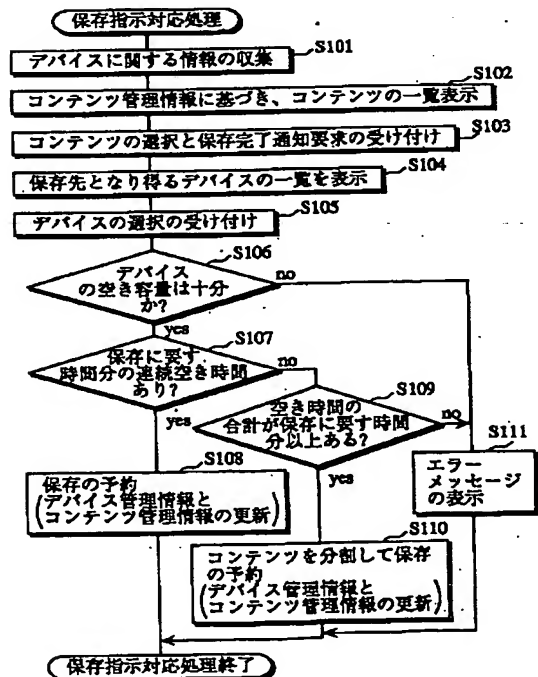 保存指示対応処理
S101
デバイスに関する情報の収集
S102
コンテンツ管理情報に基づき、コンテンツの一覧表示
S103
コンテンツの選択と保存完了通知要求の受け付け
S104
保存先となり得るデバイスの一覧を表示
S105
デバイスの選択の受け付け
S106
デバイス
の空き容量は十分
か?
no
yes
S107
保存に要す
時間分の連続空き時間
あり?
no
yes
S109
空き時間の
合計が保存に要す時間
分以上ある?
no
yes
S111
エラー
メッセージ
の表示
S108
保存の予約
(デバイス管理情報と
コンテンツ管理情報の更新)
S110
コンテンツを分割して保存
の予約
(デバイス管理情報と
コンテンツ管理情報の更新)
保存指示対応処理終了